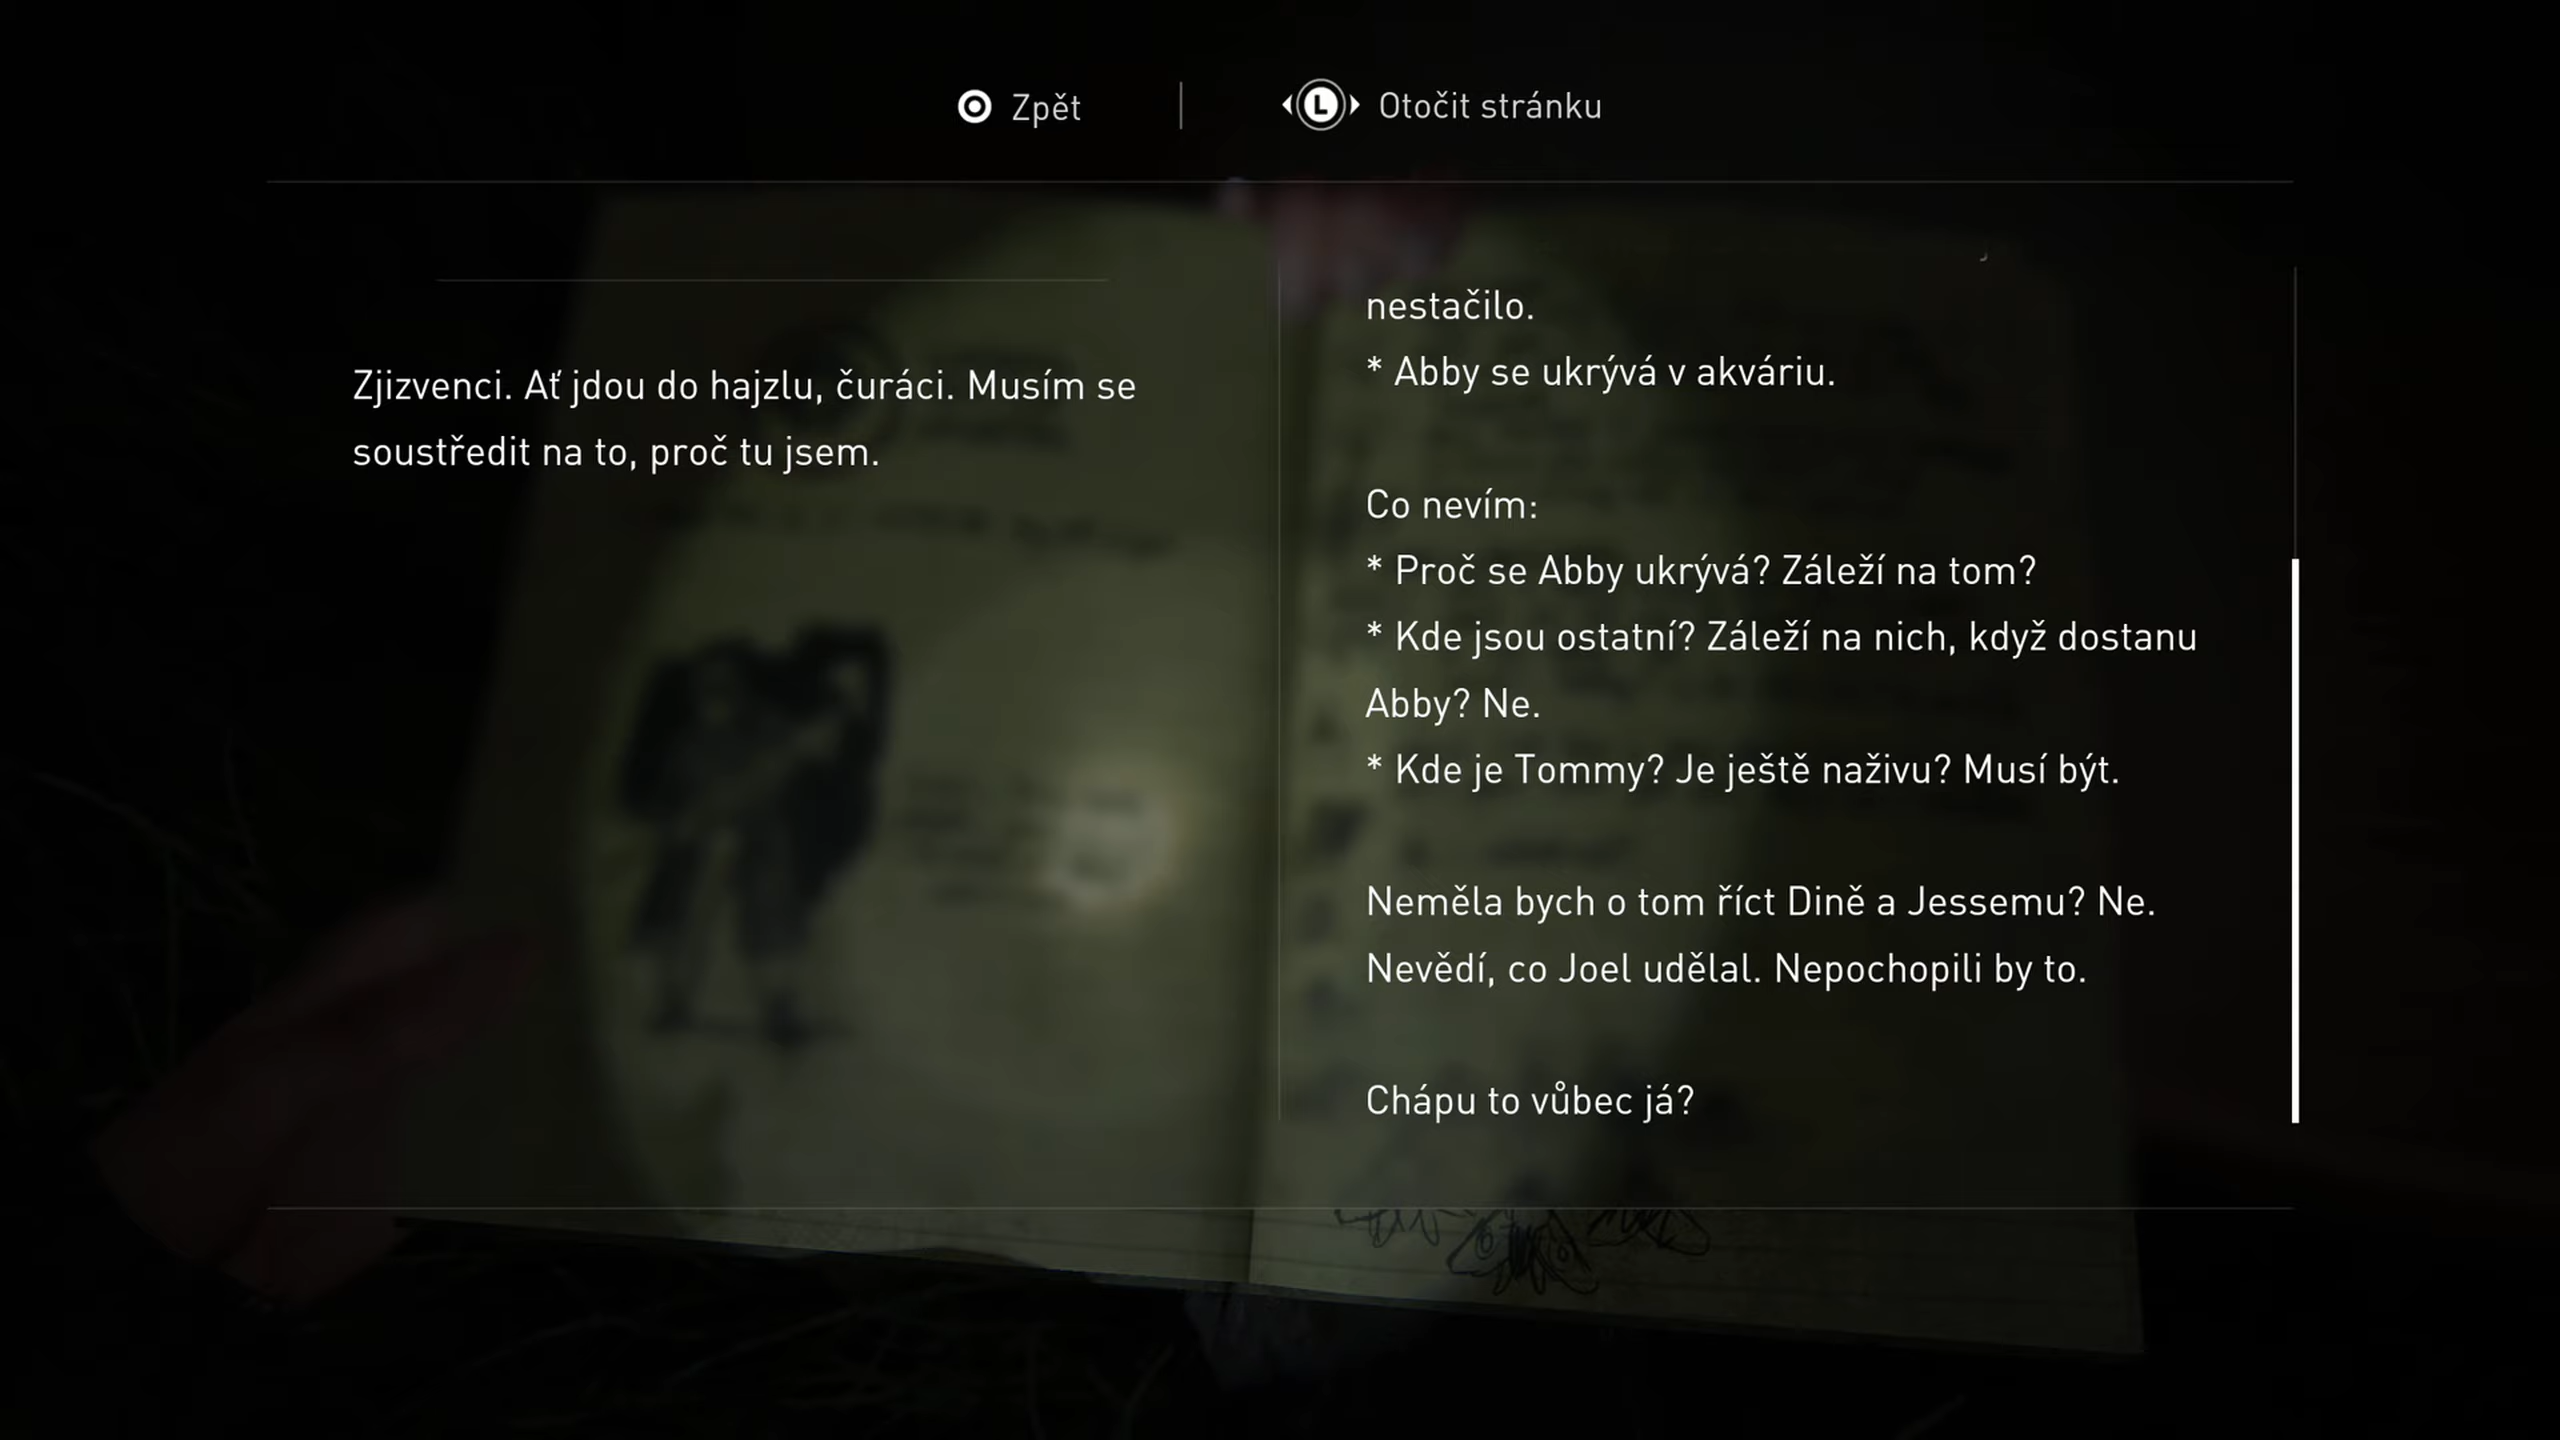 Zpět
L Otočit stránku
Zjizvenci. Ať jdou do hajzlu, čuráci. Musím se
soustředit na to, proč tu jsem.
nestačilo.
* Abby se ukrývá v akváriu.
Co nevím:
* Proč se Abby ukrývá? Záleží na tom?
* Kde jsou ostatní? Záleží na nich, když dostanu
Abby? Ne.
* Kde je Tommy? Je ještě naživu? Musí být.
Neměla bych o tom říct Dině a Jessemu? Ne.
Nevědí, co Joel udělal. Nepochopili by to.
Chápu to vůbec já?